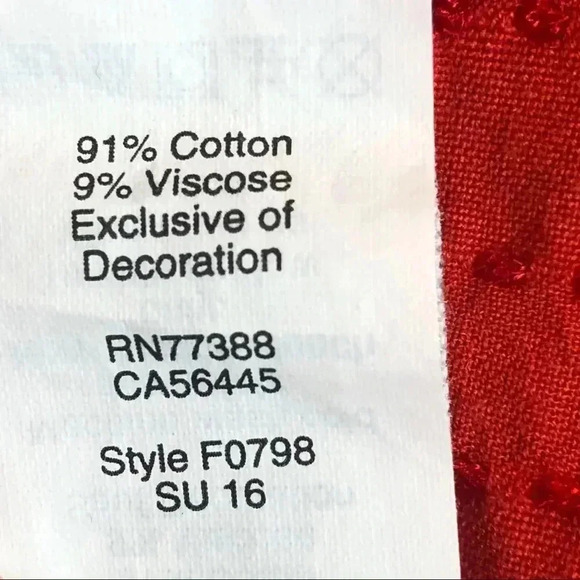 91% Cotton
9% Viscose
Exclusive of
Decoration
RN77388
CA56445
Style F0798
SU 16